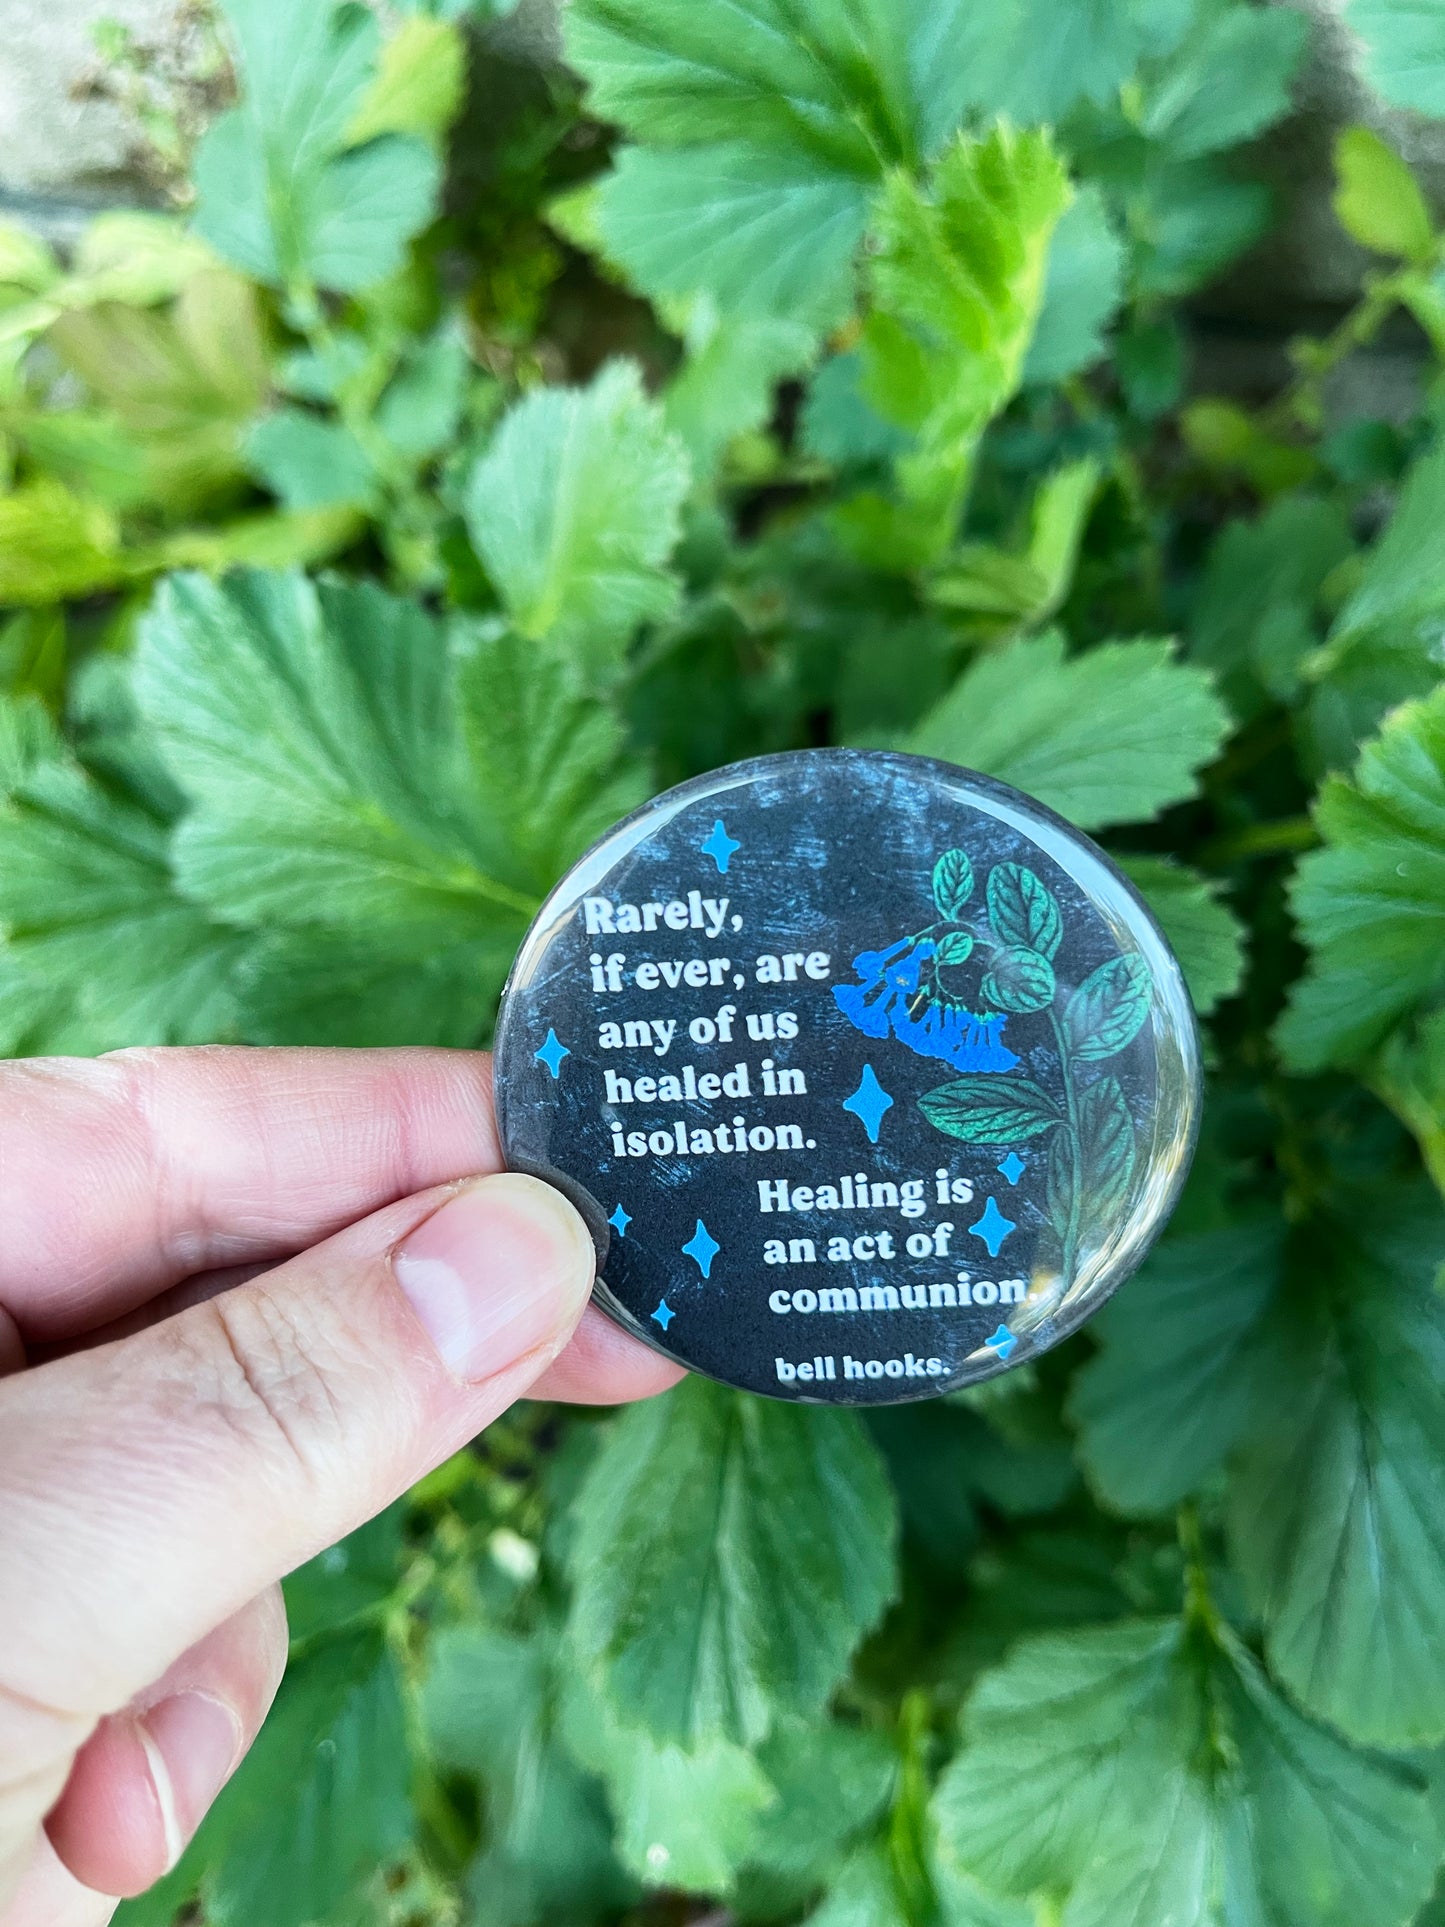 Rarely,
if ever, are
any of us
healed in
isolation.
Healing is
an act of
communion.
bell hooks.